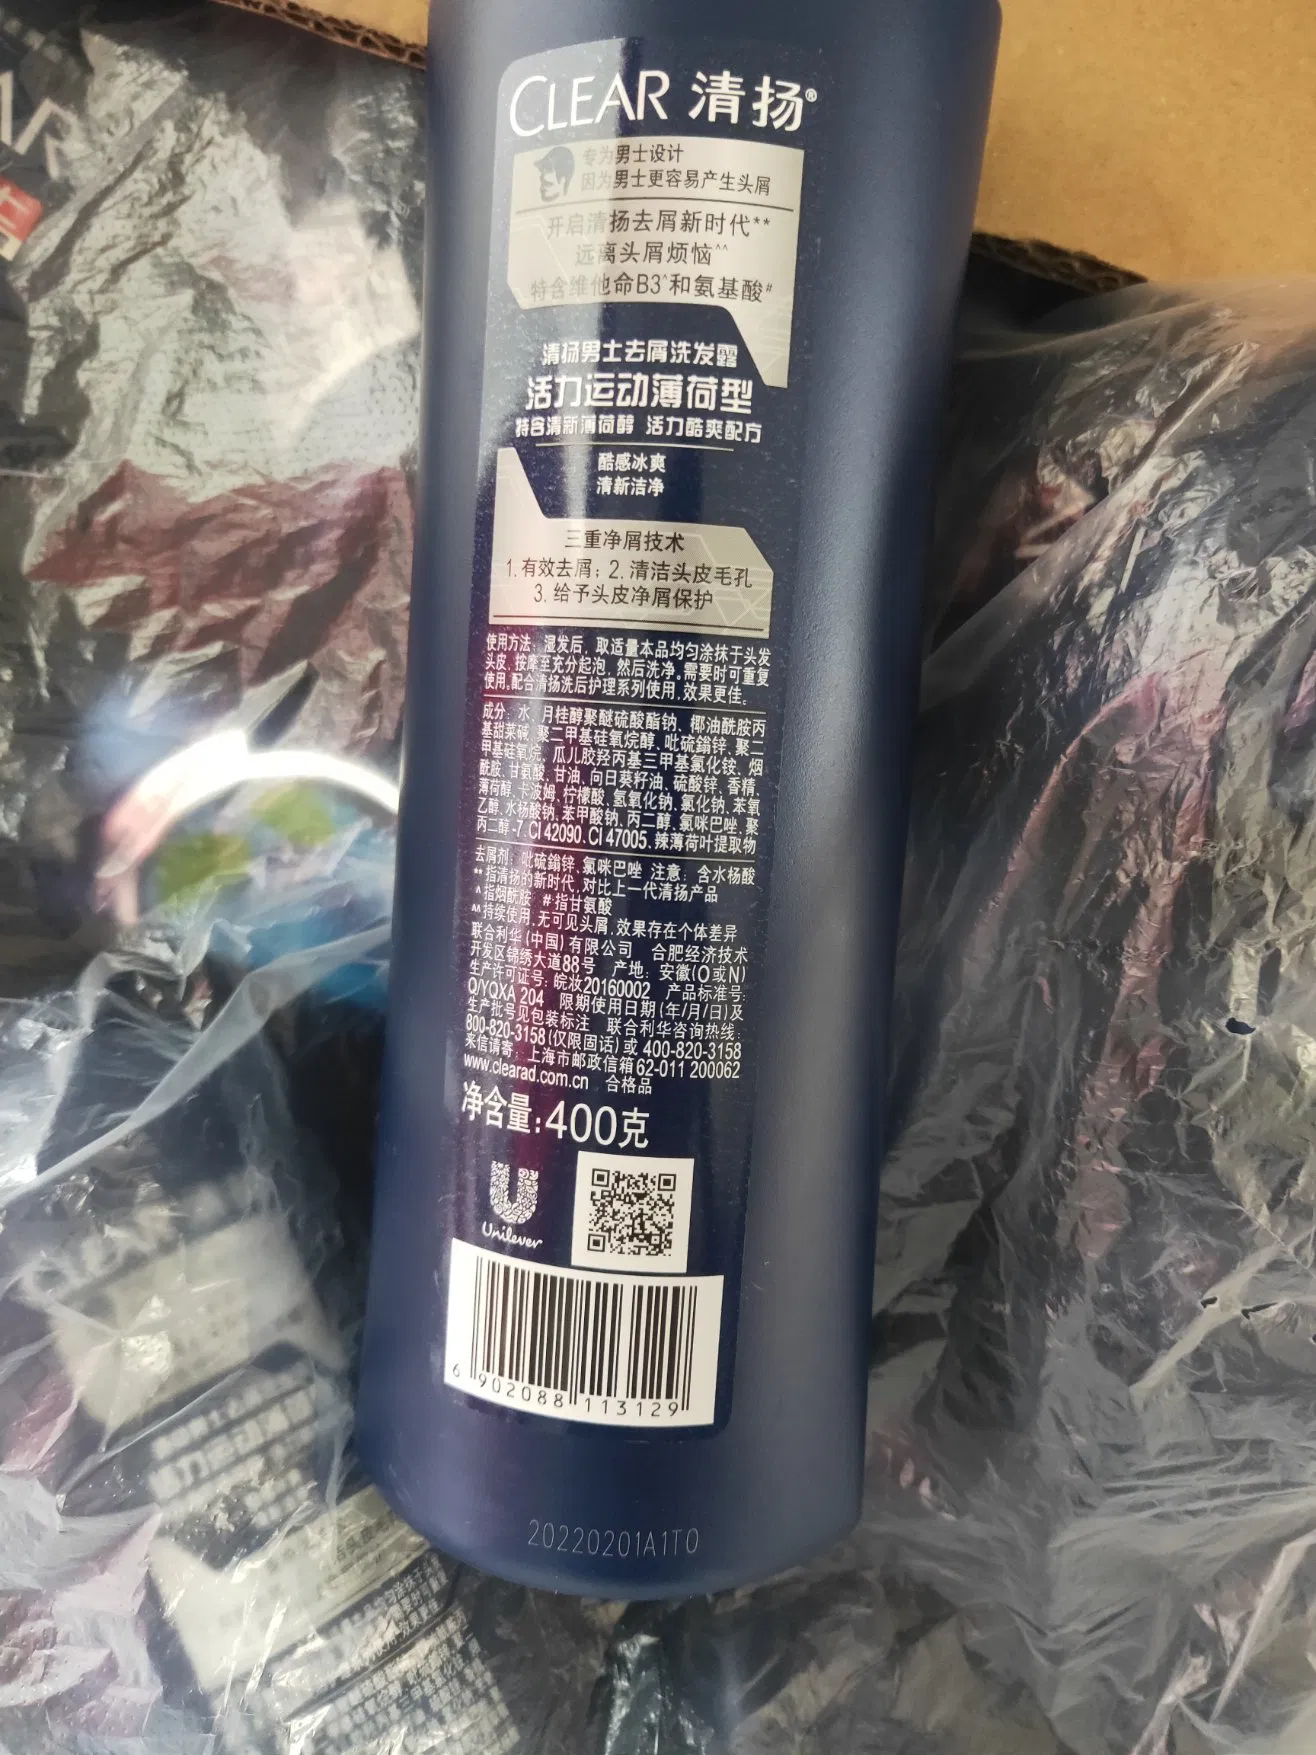 CLEAR 清扬®
专为男士设计
因为男士更容易产生头屑
开启清扬去屑新时代**
远离头屑烦恼^^
特含维他命B3^和氨基酸#
清扬男士去屑洗发露
活力运动薄荷型
特含清新薄荷醇 活力酷爽配方
酷感冰爽
清新洁净
三重净屑技术
1.有效去屑；2.清洁头皮毛孔
3.给予头皮净屑保护
使用方法：湿发后，取适量本品均匀涂抹于头发
头皮，按摩至充分起泡，然后洗净。需要时可重复
使用。配合清扬洗后护理系列使用，效果更佳。
成分：水、月桂醇聚醚硫酸酯钠、椰油酰胺丙
基甜菜碱、聚二甲基硅氧烷醇、吡硫鎓锌、聚二
甲基硅氧烷、瓜儿胶羟丙基三甲基氯化铵、烟
酰胺、甘氨酸、甘油、向日葵籽油、硫酸锌、香精、
薄荷醇、卡波姆、柠檬酸、氢氧化钠、氯化钠、苯氧
乙醇、水杨酸钠、苯甲酸钠、丙二醇、氯咪巴唑、聚
丙二醇-7、CI 42090、CI 47005、辣薄荷叶提取物
去屑剂：吡硫鎓锌、氯咪巴唑 注意：含水杨酸
**指清扬的新时代，对比上一代清扬产品
^指烟酰胺 #指甘氨酸
^^持续使用，无可见头屑，效果存在个体差异
联合利华（中国）有限公司 合肥经济技术
开发区锦绣大道88号 产地：安徽(O或N)
生产许可证号：皖妆20160002 产品标准号：
Q/YQXA 204 限期使用日期(年/月/日)及
生产批号见包装标注 联合利华咨询热线：
800-820-3158(仅限固话)或 400-820-3158
来信请寄：上海市邮政信箱62-011 200062
www.clearad.com.cn 合格品
净含量:400克
Unilever
6 902088 113129
20220201A1T0